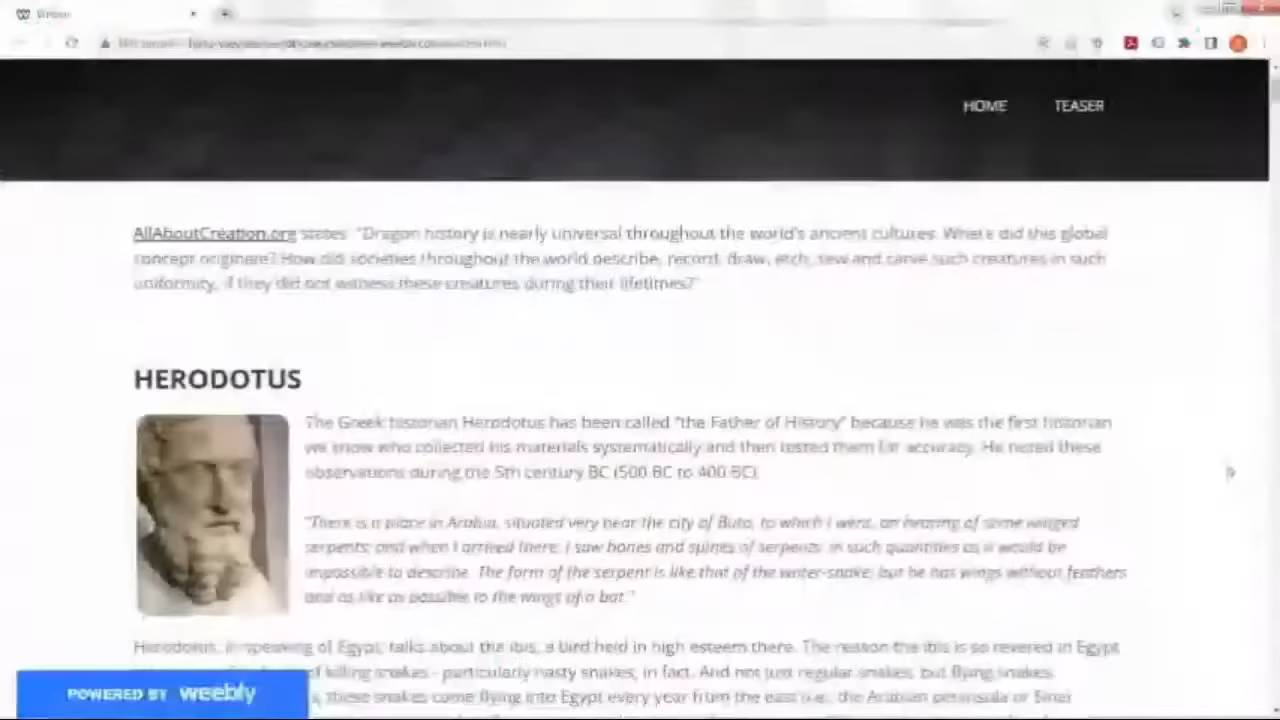 HOME TEASER
AllAboutCreation.org states: "Dragon history is nearly universal throughout the world's ancient cultures. Where did this global
concept originate? How did societies throughout the world describe, record, draw, etch, sew and carve such creatures in such
uniformity, if they did not witness these creatures during their lifetimes?"
HERODOTUS
The Greek historian Herodotus has been called "the Father of History" because he was the first historian
we know who collected his materials systematically and then tested them for accuracy. He noted these
observations during the 5th century BC (500 BC to 400 BC).
"There is a place in Arabia, situated very near the city of Buto, to which I went, on hearing of some winged
serpents; and when I arrived there, I saw bones and spines of serpents, in such quantities as it would be
impossible to describe. The form of the serpent is like that of the water-snake; but he has wings without feathers
and as like as possible to the wings of a bat."
Herodotus, in speaking of Egypt, talks about the ibis, a bird held in high esteem there. The reason the ibis is so revered in Egypt
of killing snakes - particularly nasty snakes, in fact. And not just regular snakes, but flying snakes.
these snakes come flying into Egypt every year from the east i.e., the Arabian peninsula or Sinai
POWERED BY weebly